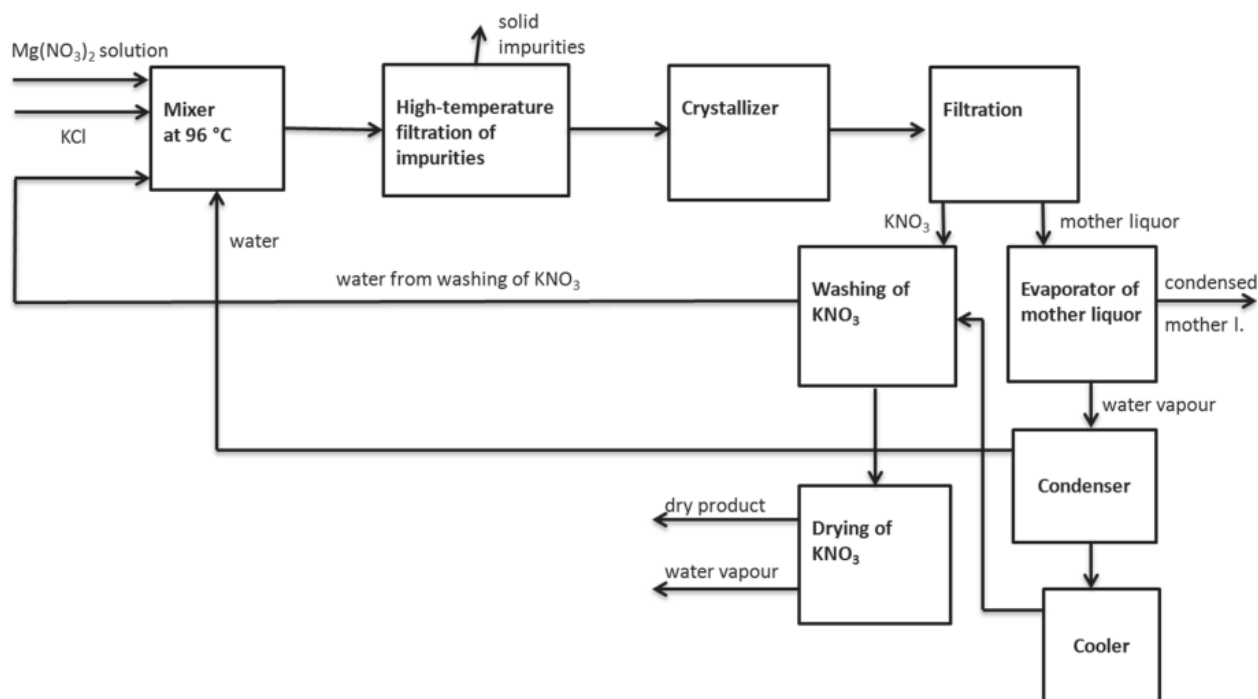 solid
impurities
Mg(NO₃)₂ solution
KCl
Mixer
at 96 °C
High-temperature
filtration of
impurities
Crystallizer
Filtration
KNO₃
mother liquor
water
water from washing of KNO₃
Washing of
KNO₃
Evaporator of
mother liquor
condensed
mother l.
water vapour
Condenser
dry product
water vapour
Drying of
KNO₃
Cooler